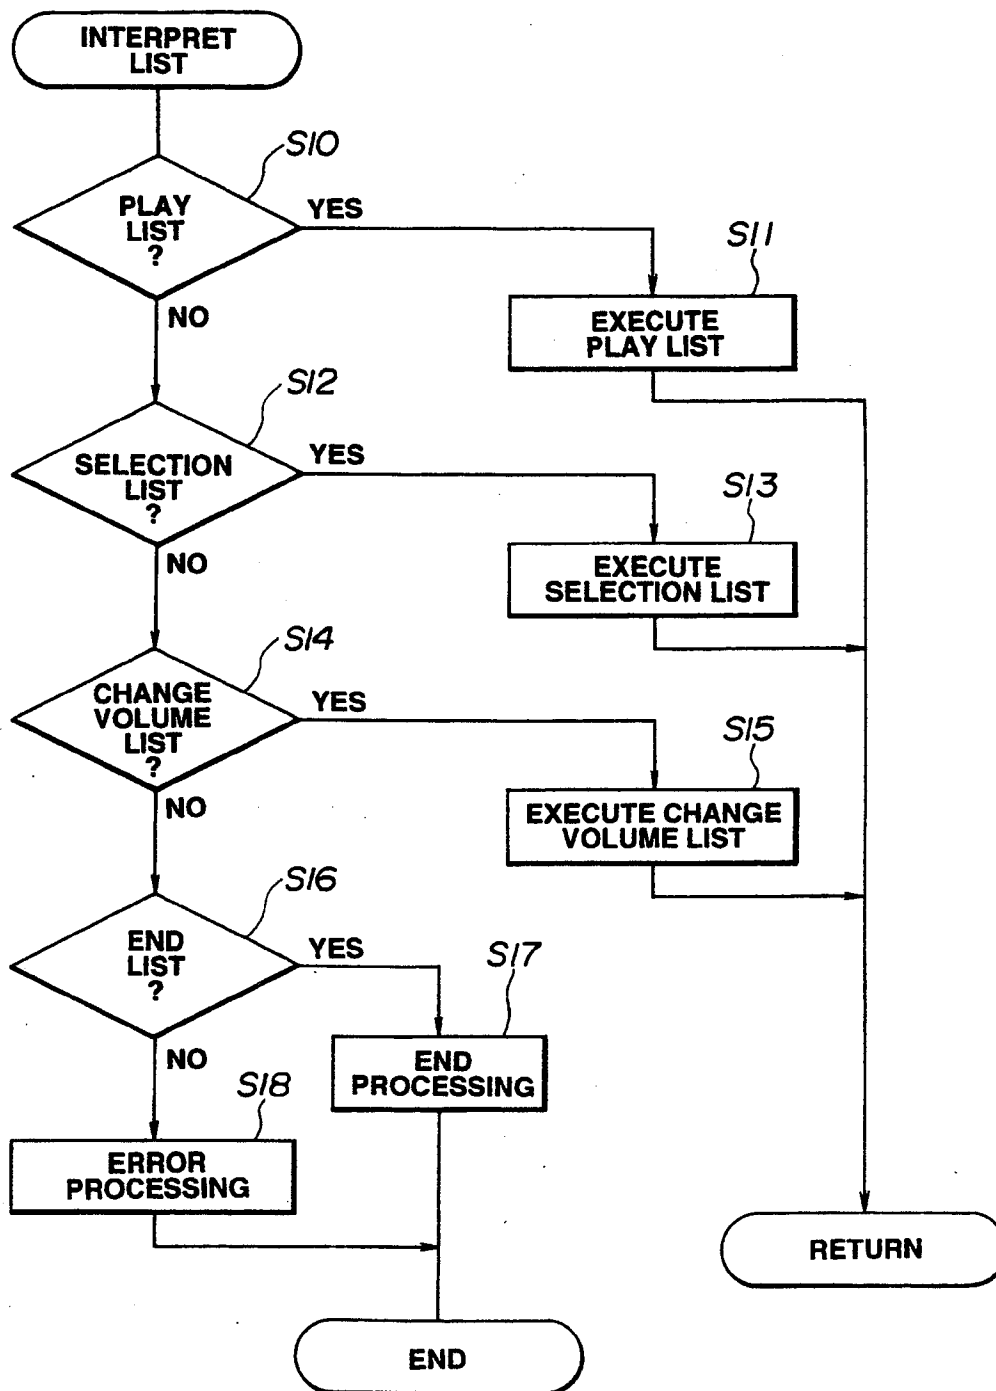 INTERPRET
LIST
S10
PLAY
LIST
?
YES
NO
S11
EXECUTE
PLAY LIST
S12
SELECTION
LIST
?
YES
NO
S13
EXECUTE
SELECTION LIST
S14
CHANGE
VOLUME
LIST
?
YES
NO
S15
EXECUTE CHANGE
VOLUME LIST
S16
END
LIST
?
YES
NO
S17
END
PROCESSING
S18
ERROR
PROCESSING
RETURN
END